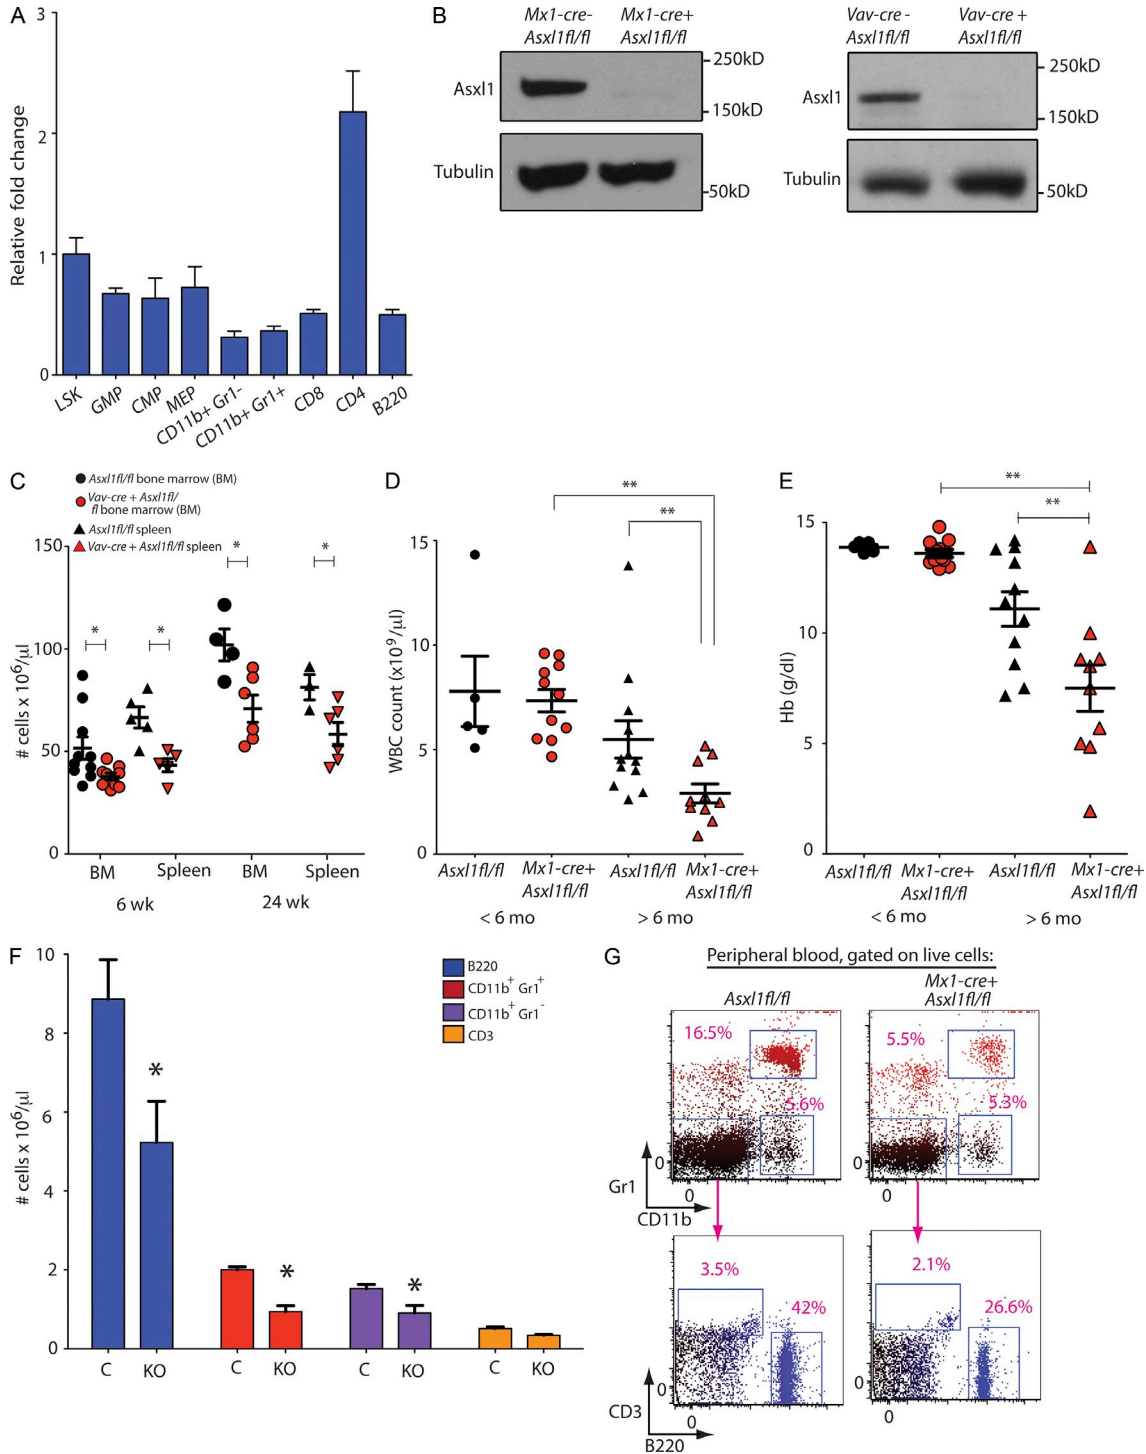 A
3
2
1
0
Relative fold change
LSK
GMP
CMP
MEP
CD11b+ Gr1-
CD11b+ Gr1+
CD8
CD4
B220
B
Mx1-cre- Mx1-cre+
Asxl1fl/fl Asxl1fl/fl
Asxl1
250kD
150kD
Tubulin
50kD
Vav-cre - Vav-cre +
Asxl1fl/fl Asxl1fl/fl
Asxl1
250kD
150kD
Tubulin
50kD
C
Asxl1fl/fl bone marrow (BM)
Vav-cre + Asxl1fl/
fl bone marrow (BM)
Asxl1fl/fl spleen
Vav-cre + Asxl1fl/fl spleen
150
100
50
0
# cells x 10⁶/μl
* * * *
BM Spleen BM Spleen
6 wk 24 wk
D
**
**
15
10
5
0
WBC count (x10⁹/μl)
Asxl1fl/fl Mx1-cre+ Asxl1fl/fl Mx1-cre+
Asxl1fl/fl Asxl1fl/fl
< 6 mo > 6 mo
E
**
**
15
10
5
0
Hb (g/dl)
Asxl1fl/fl Mx1-cre+ Asxl1fl/fl Mx1-cre+
Asxl1fl/fl Asxl1fl/fl
< 6 mo > 6 mo
F
10
8
6
4
2
0
# cells x 10⁶/μl
* * *
C KO C KO C KO C KO
B220
CD11b⁺ Gr1⁺
CD11b⁺ Gr1⁻
CD3
G
Peripheral blood, gated on live cells:
Asxl1fl/fl
Mx1-cre+
Asxl1fl/fl
16.5%
5.6%
5.5%
5.3%
0
0
0
0
Gr1
CD11b
3.5%
42%
2.1%
26.6%
0
0
0
0
CD3
B220